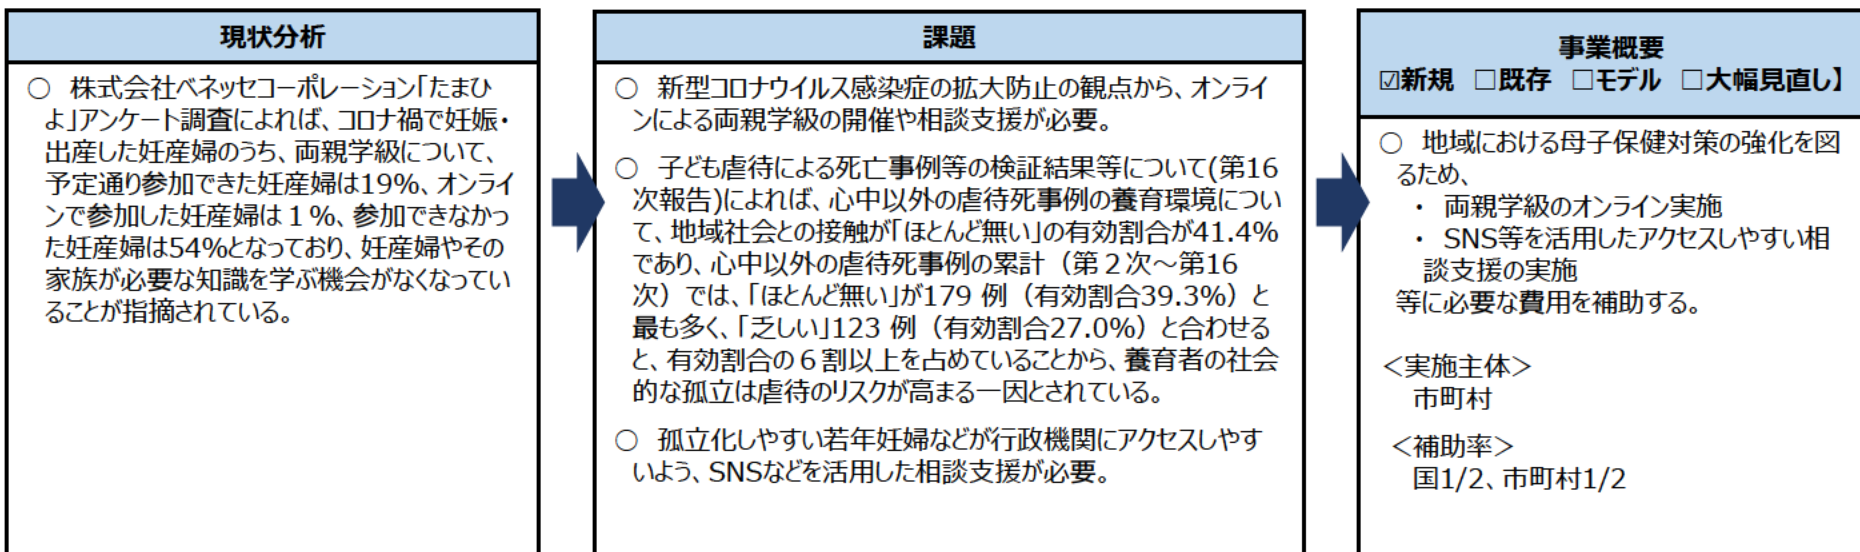 現状分析
○ 株式会社ベネッセコーポレーション「たまひ
よ」アンケート調査によれば、コロナ禍で妊娠・
出産した妊産婦のうち、両親学級について、
予定通り参加できた妊産婦は19%、オンライ
ンで参加した妊産婦は１%、参加できなかっ
た妊産婦は54%となっており、妊産婦やその
家族が必要な知識を学ぶ機会がなくなってい
ることが指摘されている。
課題
○ 新型コロナウイルス感染症の拡大防止の観点から、オンライ
ンによる両親学級の開催や相談支援が必要。
○ 子ども虐待による死亡事例等の検証結果等について(第16
次報告)によれば、心中以外の虐待死事例の養育環境につい
て、地域社会との接触が「ほとんど無い」の有効割合が41.4%
であり、心中以外の虐待死事例の累計（第２次～第16
次）では、「ほとんど無い」が179 例（有効割合39.3%）と
最も多く、「乏しい」123 例（有効割合27.0%）と合わせる
と、有効割合の６割以上を占めていることから、養育者の社会
的な孤立は虐待のリスクが高まる一因とされている。
○ 孤立化しやすい若年妊婦などが行政機関にアクセスしやす
いよう、SNSなどを活用した相談支援が必要。
事業概要
☑新規 □既存 □モデル □大幅見直し】
○ 地域における母子保健対策の強化を図
るため、
・ 両親学級のオンライン実施
・ SNS等を活用したアクセスしやすい相
談支援の実施
等に必要な費用を補助する。
＜実施主体＞
市町村
＜補助率＞
国1/2、市町村1/2